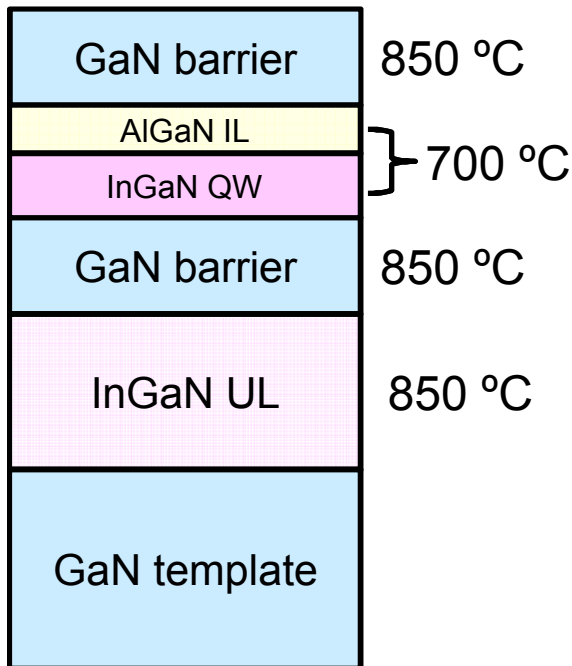 GaN barrier 850 ºC
AlGaN IL
700 ºC
InGaN QW
GaN barrier 850 ºC
InGaN UL 850 ºC
GaN template